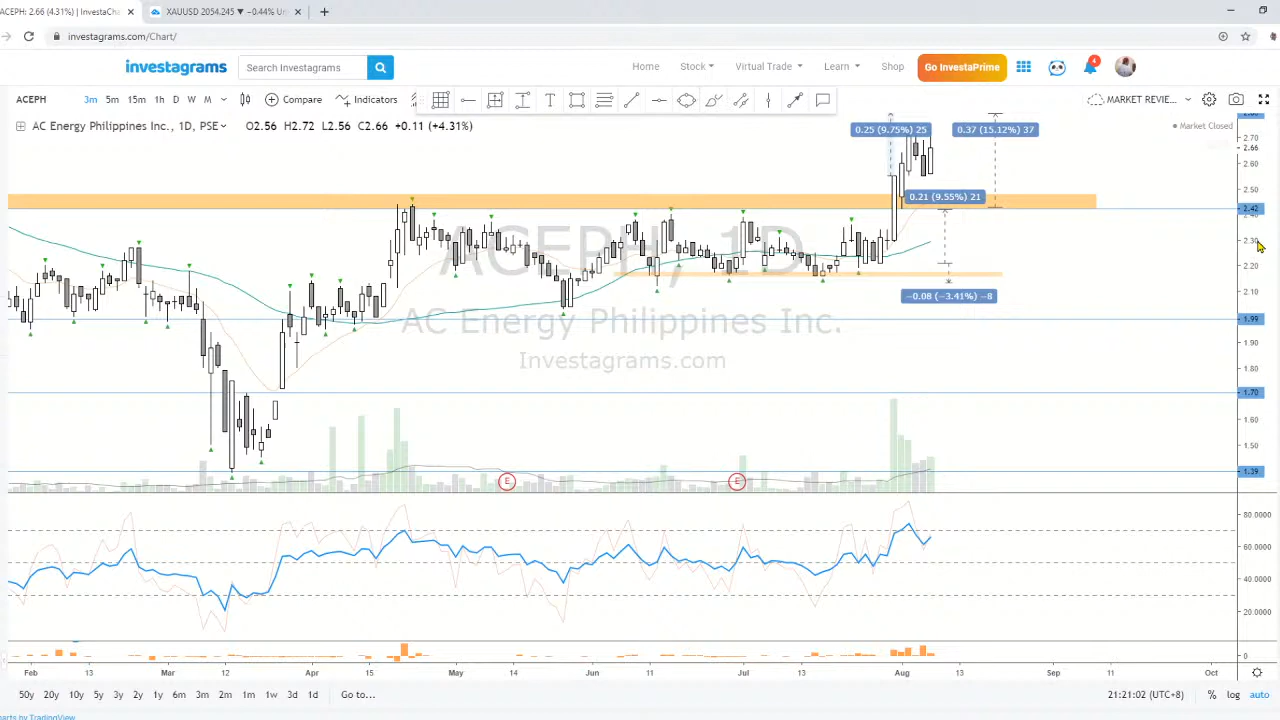 ACEPH: 2.66 (4.31%) | InvestaCha
XAUUSD 2054.245 ▼ −0.44% Un
investagrams.com/Chart/
investagrams
Search Investagrams
Home
Stock
Virtual Trade
Learn
Shop
Go InvestaPrime
4
ACEPH
3m
5m
15m
1h
D
W
M
Compare
Indicators
T
MARKET REVIE...
AC Energy Philippines Inc., 1D, PSE
O2.56 H2.72 L2.56 C2.66 +0.11 (+4.31%)
Market Closed
0.25 (9.75%) 25
0.37 (15.12%) 37
2.70
2.66
2.60
2.50
0.21 (9.55%) 21
2.42
2.40
2.30
ACEPH, 1D
2.20
2.10
−0.08 (−3.41%) −8
AC Energy Philippines Inc.
1.99
1.90
Investagrams.com
1.80
1.70
1.60
1.50
1.39
E
E
80.0000
60.0000
40.0000
20.0000
0
Feb
13
Mar
12
Apr
15
May
14
Jun
11
Jul
13
Aug
13
Sep
Oct
50y
20y
10y
5y
3y
2y
1y
6m
3m
2m
1m
1w
3d
1d
Go to...
21:21:02 (UTC+8)
%
log
auto
arts by TradingView